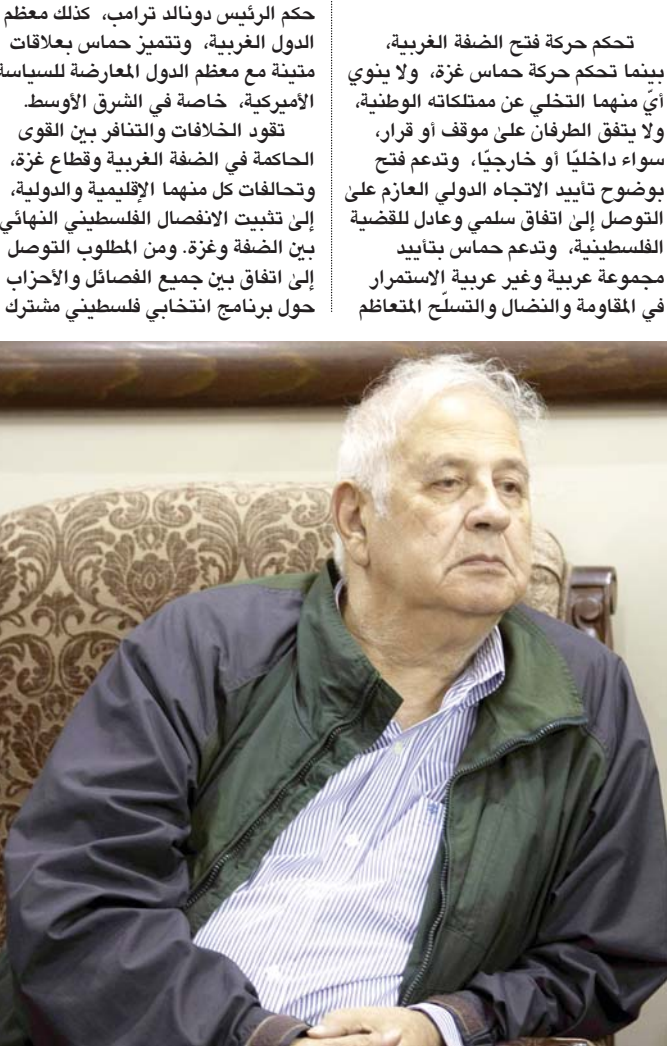 تحكم حركة فتح الضفة الغربية،
بينما تحكم حركة حماس غزة، ولا ينوي
أيّ منهما التخلي عن ممتلكاته الوطنية،
ولا يتفق الطرفان علىٰ موقف أو قرار،
سواء داخليًا أو خارجيًا، وتدعم فتح
بوضوح تأييد الاتجاه الدولي العازم علىٰ
التوصل إلىٰ اتفاق سلمي وعادل للقضية
الفلسطينية، وتدعم حماس بتأييد
مجموعة عربية وغير عربية الاستمرار
في المقاومة والنضال والتسلّح المتعاظم
حكم الرئيس دونالد ترامب، كذلك معظم
الدول الغربية، وتتميز حماس بعلاقات
متينة مع معظم الدول المعارضة للسياسة
الأميركية، خاصة في الشرق الأوسط.
تقود الخلافات والتنافر بين القوى
الحاكمة في الضفة الغربية وقطاع غزة،
وتحالفات كل منهما الإقليمية والدولية،
إلىٰ تثبيت الانفصال الفلسطيني النهائي
بين الضفة وغزة. ومن المطلوب التوصل
إلىٰ اتفاق بين جميع الفصائل والأحزاب
حول برنامج انتخابي فلسطيني مشترك